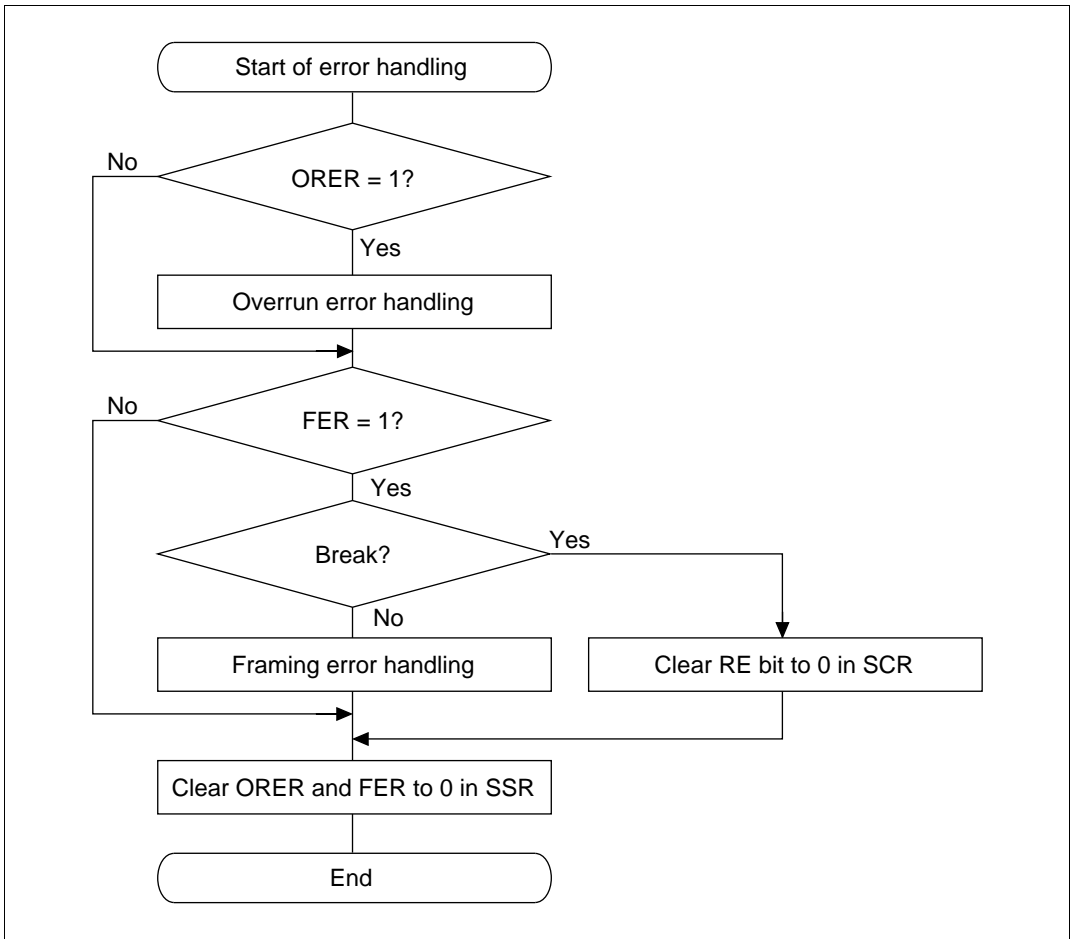 Start of error handling
No
ORER = 1?
Yes
Overrun error handling
No
FER = 1?
Yes
Break?
Yes
No
Framing error handling
Clear RE bit to 0 in SCR
Clear ORER and FER to 0 in SSR
End